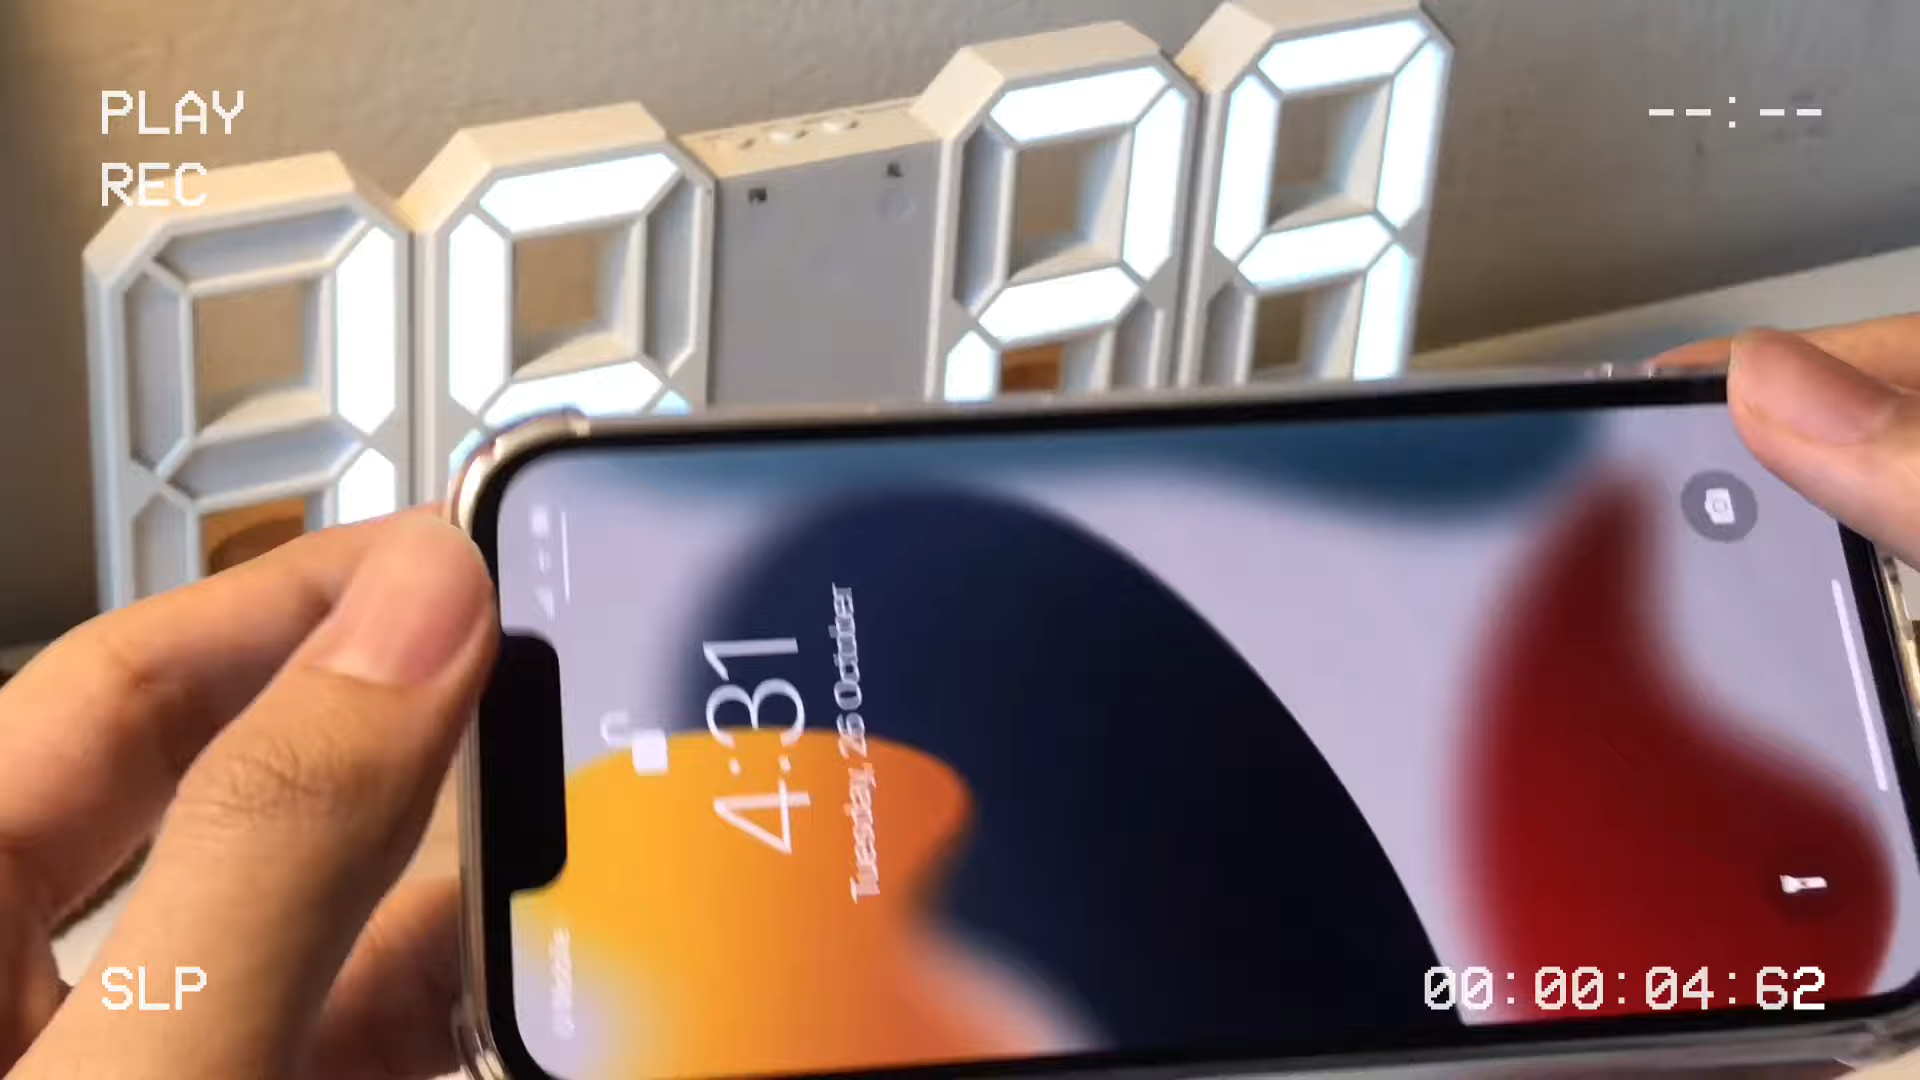 PLAY
REC
--:--
4:31
Tuesday, 26 October
SLP
00:00:04:62